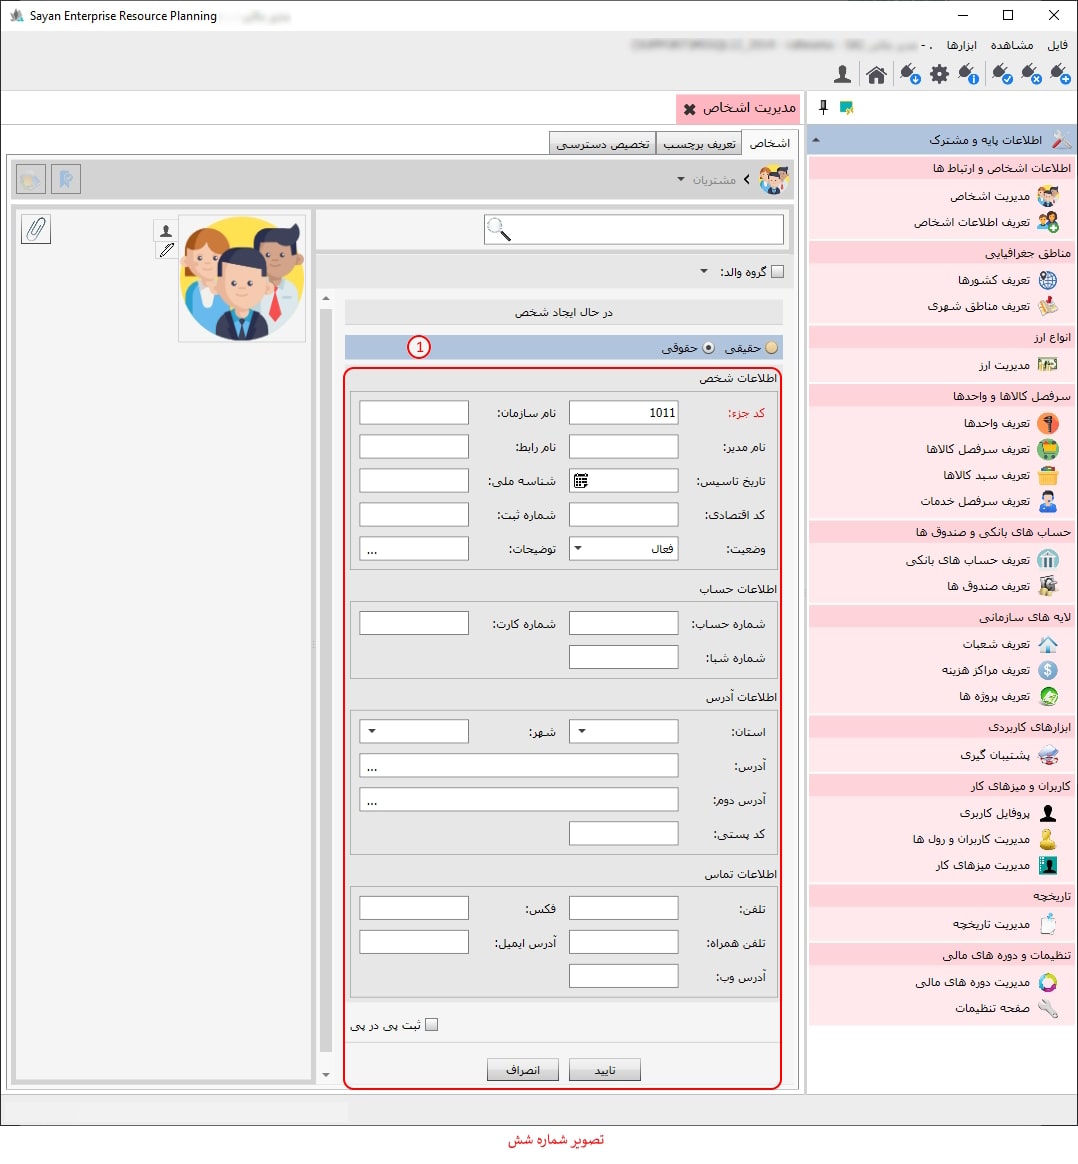 Sayan Enterprise Resource Planning
فایل مشاهده ابزارها
مدیریت اشخاص
اطلاعات پایه و مشترک
اطلاعات اشخاص و ارتباط ها
مدیریت اشخاص
تعریف اطلاعات اشخاص
مناطق جغرافیایی
تعریف کشورها
تعریف مناطق شهری
انواع ارز
مدیریت ارز
سرفصل کالاها و واحدها
تعریف واحدها
تعریف سرفصل کالاها
تعریف سبد کالاها
تعریف سرفصل خدمات
حساب های بانکی و صندوق ها
تعریف حساب های بانکی
تعریف صندوق ها
لایه های سازمانی
تعریف شعبات
تعریف مراکز هزینه
تعریف پروژه ها
ابزارهای کاربردی
پشتیبان گیری
کاربران و میزهای کار
پروفایل کاربری
مدیریت کاربران و رول ها
مدیریت میزهای کار
تاریخچه
مدیریت تاریخچه
تنظیمات و دوره های مالی
مدیریت دوره های مالی
صفحه تنظیمات
اشخاص تعریف برچسب تخصیص دسترسی
مشتریان
گروه والد:
در حال ایجاد شخص
حقیقی حقوقی 1
اطلاعات شخص
کد جزء: 1011 نام سازمان:
نام مدیر: نام رابط:
تاریخ تاسیس: شناسه ملی:
کد اقتصادی: شماره ثبت:
وضعیت: فعال توضیحات: ...
اطلاعات حساب
شماره حساب: شماره کارت:
شماره شبا:
اطلاعات آدرس
استان: شهر:
آدرس: ...
آدرس دوم: ...
کد پستی:
اطلاعات تماس
تلفن: فکس:
تلفن همراه: آدرس ایمیل:
آدرس وب:
ثبت پی در پی
تایید انصراف
تصویر شماره شش